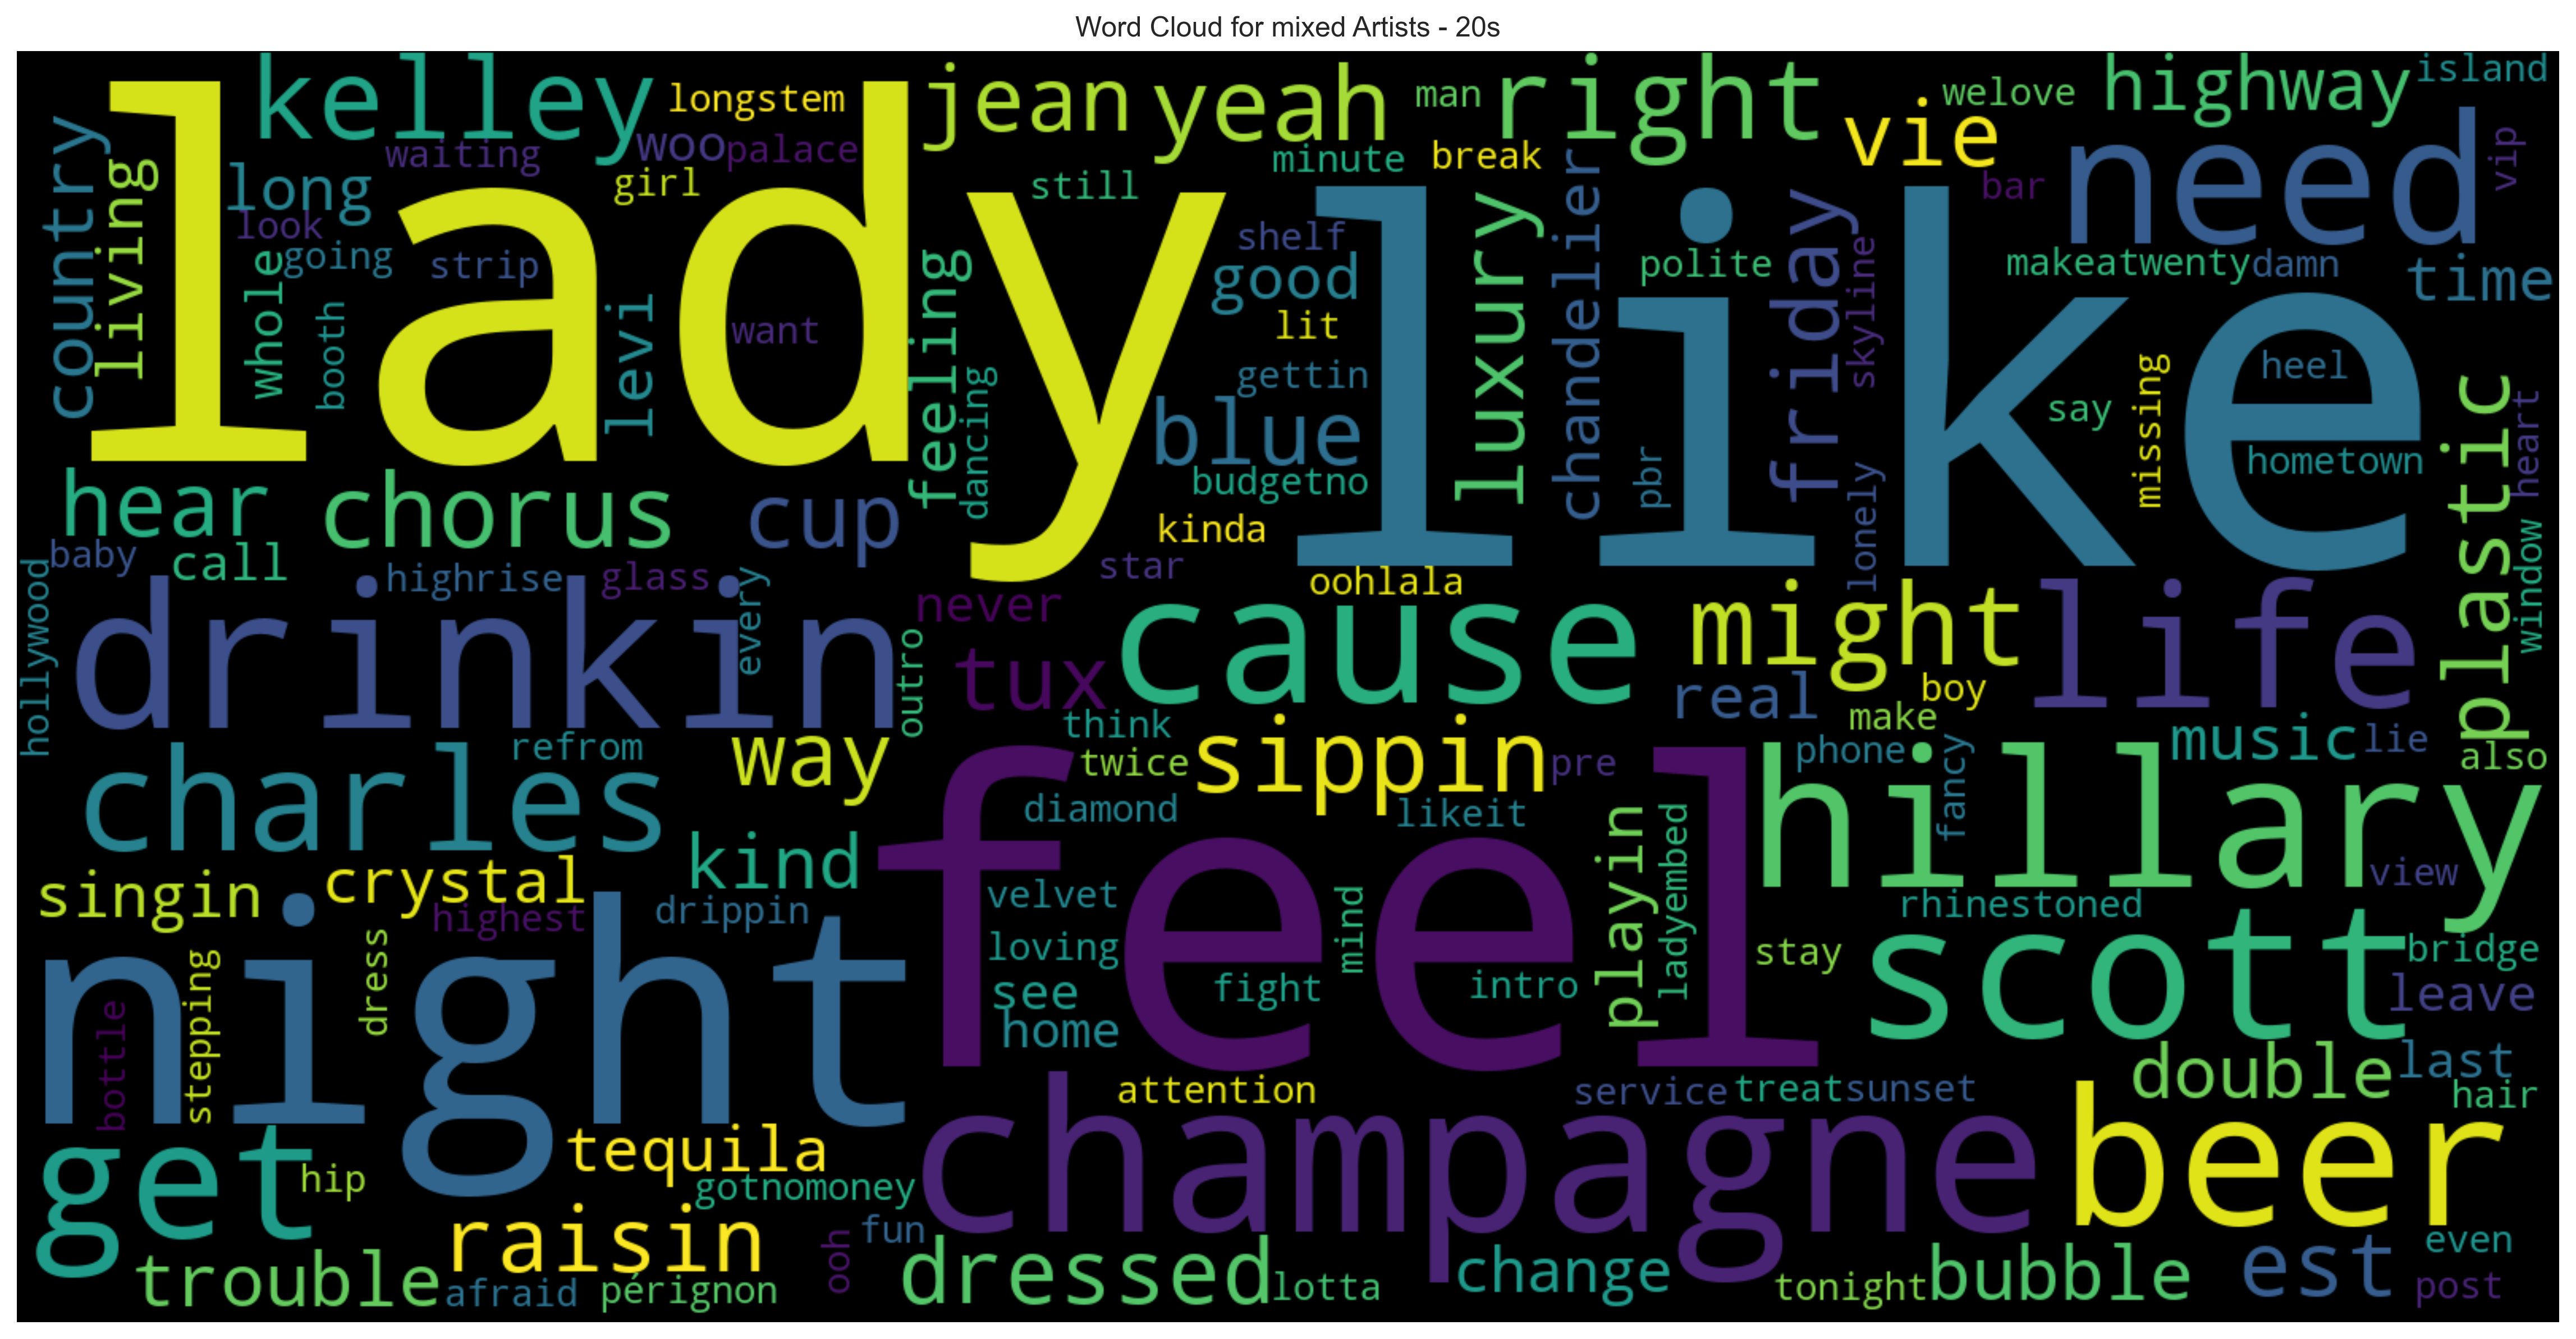 Word Cloud for mixed Artists - 20s
lady
like
feel
night
champagne
need
drinkin
cause
life
hillary
scott
beer
get
charles
kelley
jean
yeah
right
vie
highway
island
longstem
man
welove
woo
palace
waiting
minute
break
country
living
long
girl
still
bar
vip
look
going
strip
whole
booth
levi
want
feeling
dancing
shelf
good
lit
gettin
blue
budgetno
kinda
luxury
chandelier
polite
friday
skyline
makeatwenty
damn
time
pbr
lonely
say
missing
heel
hometown
heart
plastic
window
hear
chorus
cup
star
oohlala
baby
call
hollywood
highrise
glass
every
never
outro
tux
might
real
boy
make
think
twice
sippin
pre
phone
fancy
music
lie
also
refrom
way
diamond
likeit
kind
crystal
singin
highest
drippin
velvet
loving
see
home
fight
mind
intro
playin
ladyembed
stay
rhinestoned
view
bridge
leave
dress
stepping
bottle
attention
service
treat
sunset
double
last
hair
tequila
hip
gotnomoney
raisin
ooh
fun
trouble
afraid
pérignon
dressed
lotta
change
tonight
bubble
est
even
post